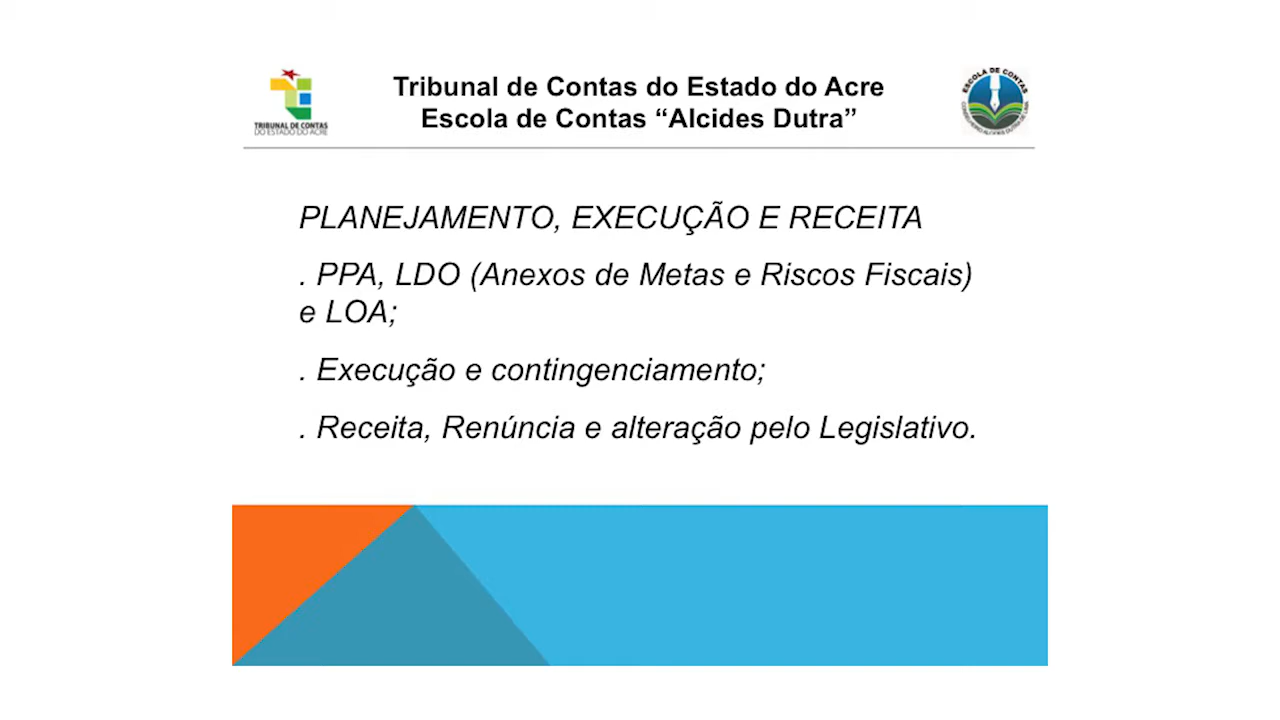 Tribunal de Contas do Estado do Acre
Escola de Contas “Alcides Dutra”
TRIBUNAL DE CONTAS
DO ESTADO DO ACRE
ESCOLA DE CONTAS
PLANEJAMENTO, EXECUÇÃO E RECEITA
. PPA, LDO (Anexos de Metas e Riscos Fiscais)
e LOA;
. Execução e contingenciamento;
. Receita, Renúncia e alteração pelo Legislativo.